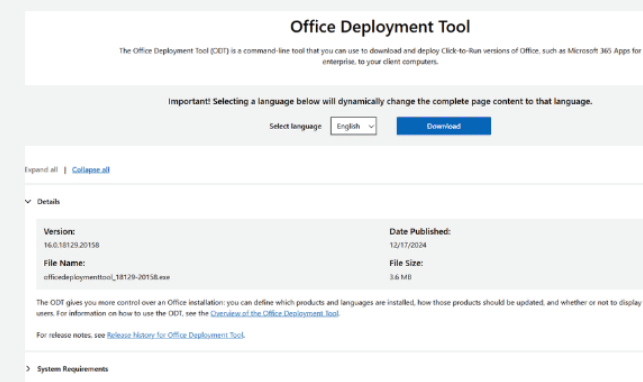 Office Deployment Tool
The Office Deployment Tool (ODT) is a command-line tool that you can use to download and deploy Click-to-Run versions of Office, such as Microsoft 365 Apps for
enterprise, to your client computers.
Important! Selecting a language below will dynamically change the complete page content to that language.
Select language English Download
Expand all | Collapse all
Details
Version: Date Published:
16.0.18129.20158 12/17/2024
File Name: File Size:
officedeploymenttool_18129-20158.exe 3.6 MB
The ODT gives you more control over an Office installation: you can define which products and languages are installed, how those products should be updated, and whether or not to display
users. For information on how to use the ODT, see the Overview of the Office Deployment Tool.
For release notes, see Release History for Office Deployment Tool.
System Requirements